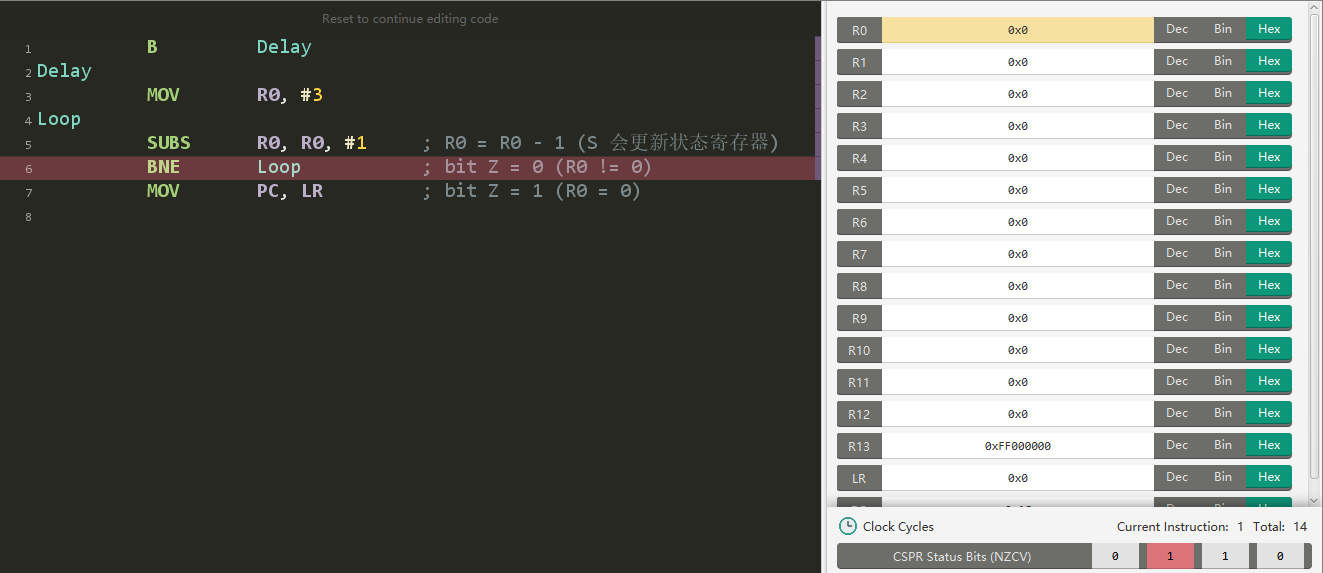 Reset to continue editing code
1 B Delay
2 Delay
3 MOV R0, #3
4 Loop
5 SUBS R0, R0, #1 ; R0 = R0 - 1 (S 会更新状态寄存器)
6 BNE Loop ; bit Z = 0 (R0 != 0)
7 MOV PC, LR ; bit Z = 1 (R0 = 0)
8
R0 0x0 Dec Bin Hex
R1 0x0 Dec Bin Hex
R2 0x0 Dec Bin Hex
R3 0x0 Dec Bin Hex
R4 0x0 Dec Bin Hex
R5 0x0 Dec Bin Hex
R6 0x0 Dec Bin Hex
R7 0x0 Dec Bin Hex
R8 0x0 Dec Bin Hex
R9 0x0 Dec Bin Hex
R10 0x0 Dec Bin Hex
R11 0x0 Dec Bin Hex
R12 0x0 Dec Bin Hex
R13 0xFF000000 Dec Bin Hex
LR 0x0 Dec Bin Hex
Clock Cycles Current Instruction: 1 Total: 14
CSPR Status Bits (NZCV) 0 1 1 0